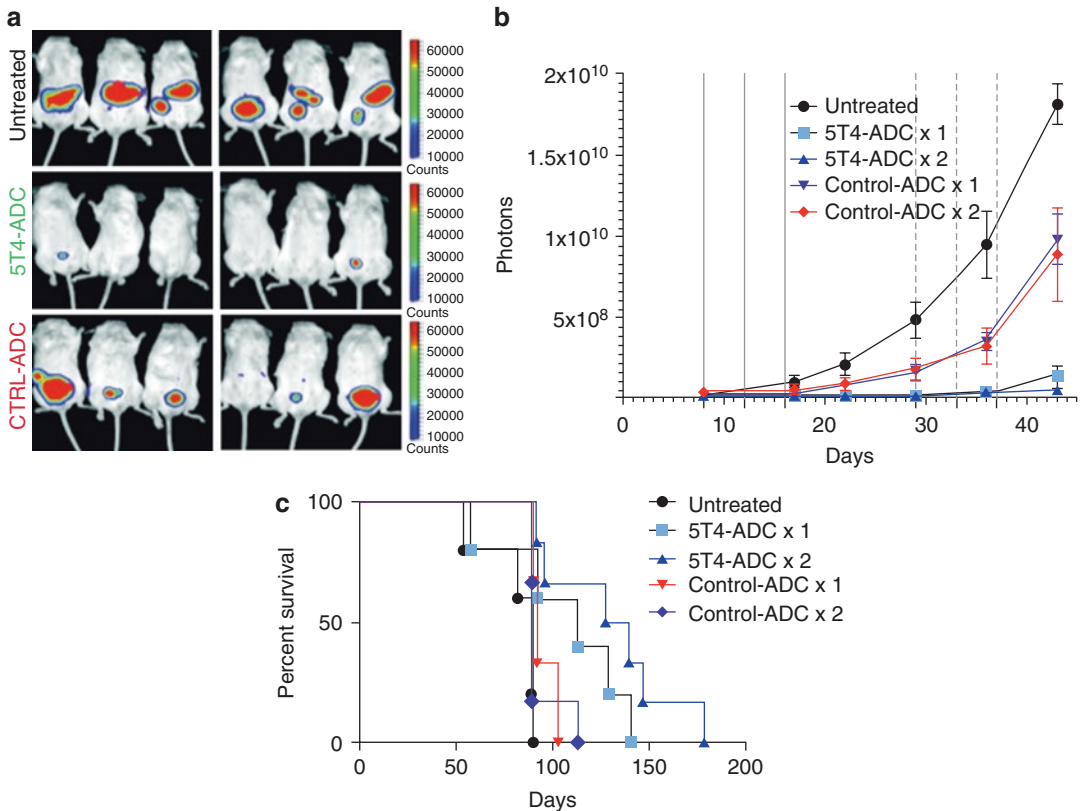 a
Untreated
60000
50000
40000
30000
20000
10000
Counts
5T4-ADC
60000
50000
40000
30000
20000
10000
Counts
CTRL-ADC
60000
50000
40000
30000
20000
10000
Counts
b
2x10^10
1.5x10^10
1x10^10
5x10^8
Photons
0
20
30
40
Days
Untreated
5T4-ADC x 1
5T4-ADC x 2
Control-ADC x 1
Control-ADC x 2
c
100
50
0
Percent survival
0
50
100
150
200
Days
Untreated
5T4-ADC x 1
5T4-ADC x 2
Control-ADC x 1
Control-ADC x 2